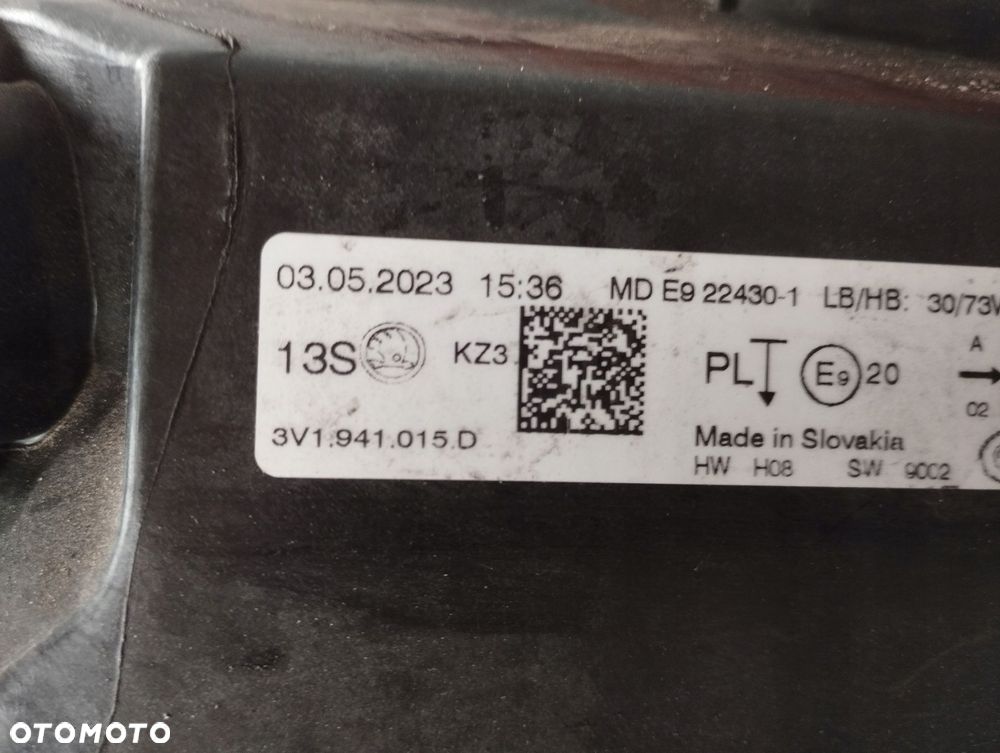 03.05.2023 15:36 MD E9 22430-1 LB/HB: 30/73W
13S KZ3 PL E9 20 A
02
3V1.941.015.D Made in Slovakia
HW H08 SW 9002
OTOMOTO